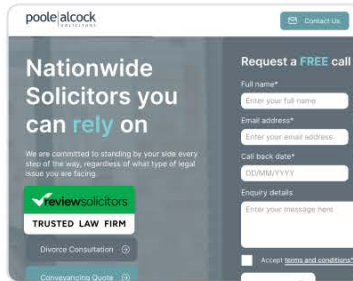 poole alcock
SOLICITORS
Contact Us
Nationwide
Solicitors you
can rely on
We are committed to standing by your side every
step of the way, regardless of what type of legal
issue you are facing.
reviewsolicitors
TRUSTED LAW FIRM
Divorce Consultation
Conveyancing Quote
Request a FREE call
Full name*
Enter your full name
Email address*
Enter your email address
Call back date*
DD/MM/YYYY
Enquiry details
Enter your message here
Accept terms and conditions*